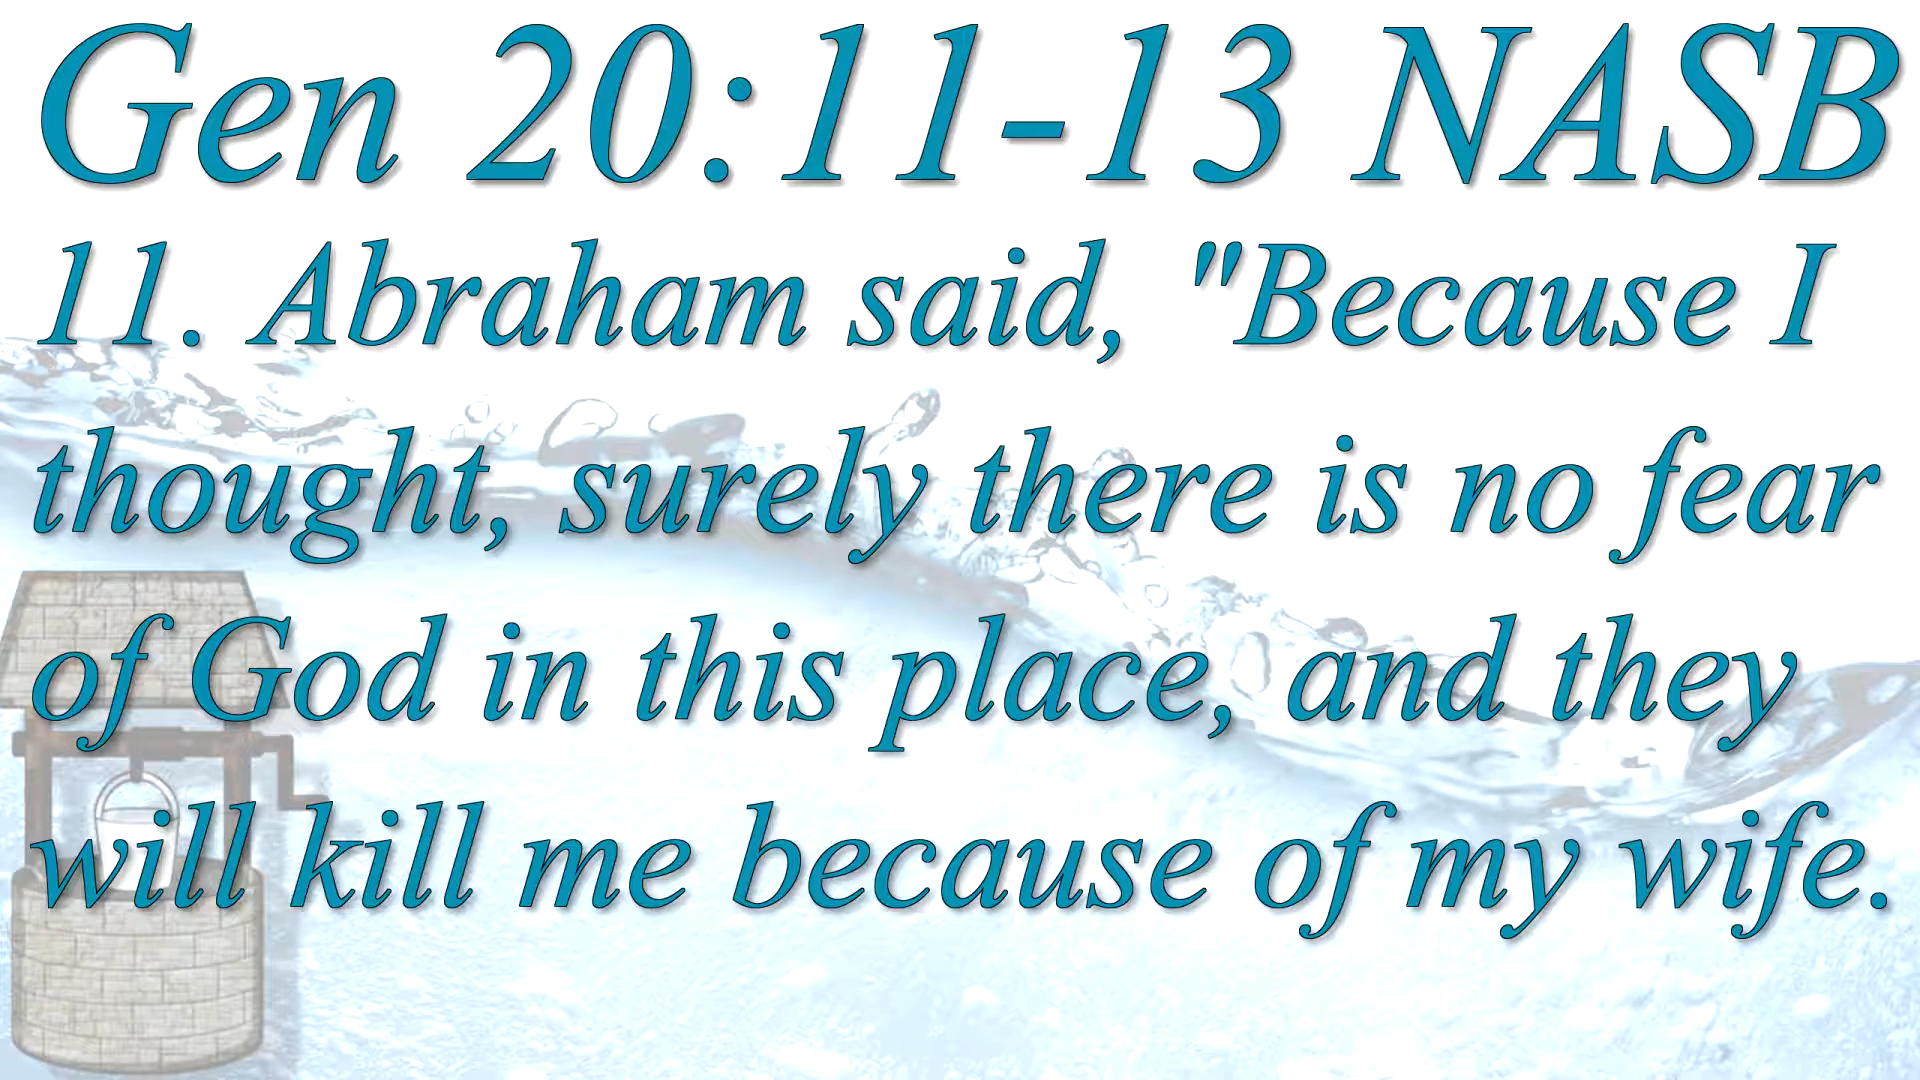 Gen 20:11-13 NASB
11. Abraham said, "Because I
thought, surely there is no fear
of God in this place, and they
will kill me because of my wife.